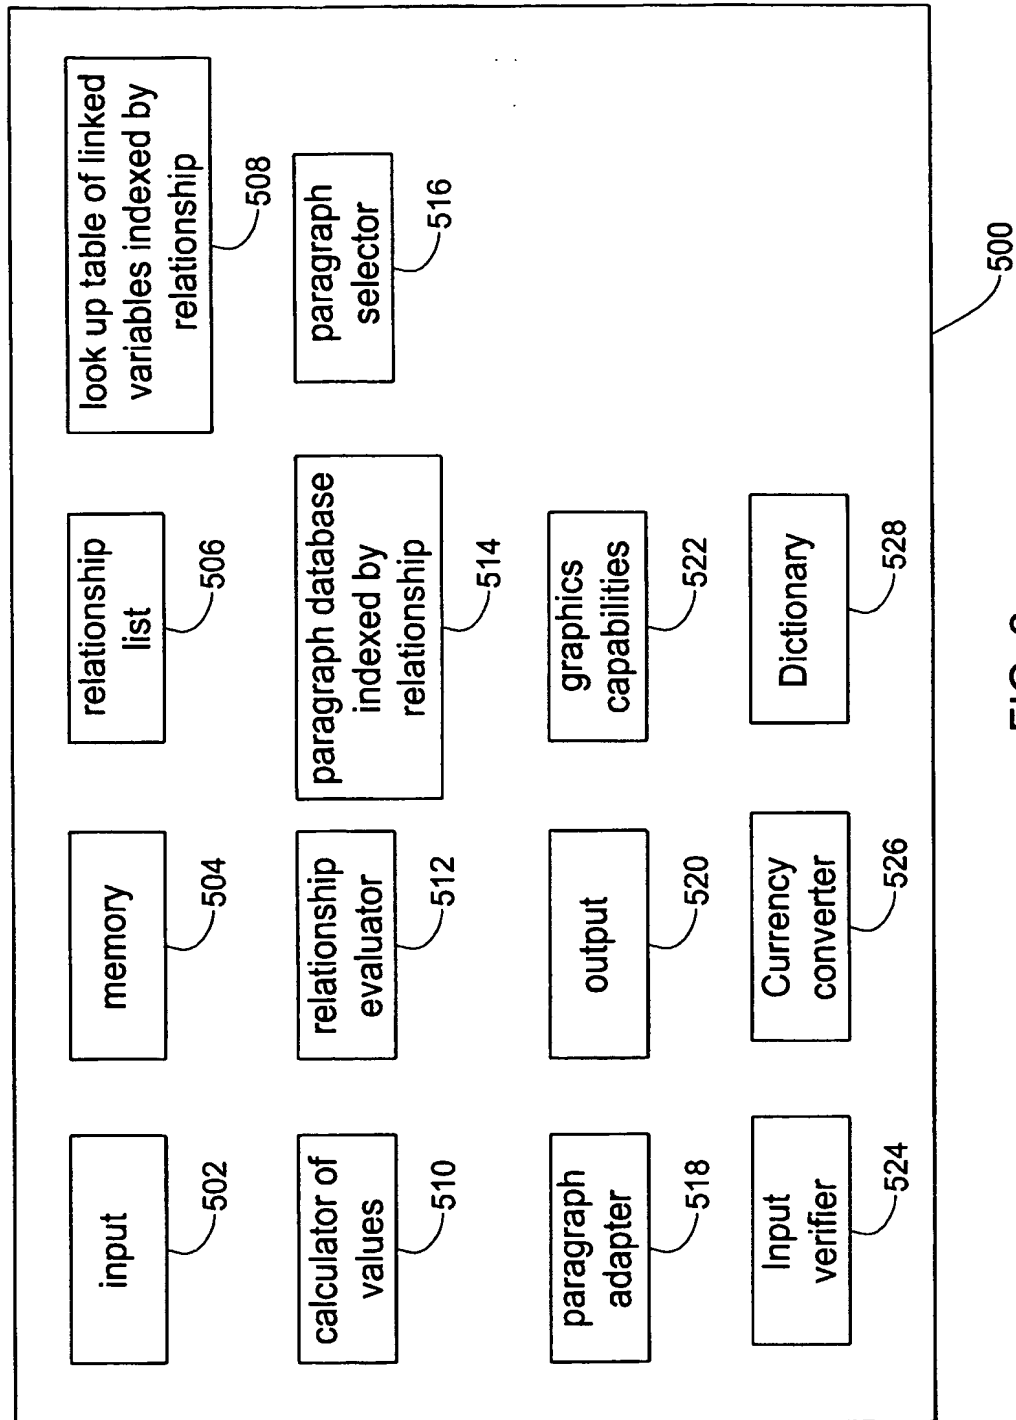 input
502
memory
504
relationship
list
506
look up table of linked
variables indexed by
relationship
508
calculator of
values
510
relationship
evaluator
512
paragraph database
indexed by
relationship
514
paragraph
selector
516
paragraph
adapter
518
output
520
graphics
capabilities
522
Input
verifier
524
Currency
converter
526
Dictionary
528
500
FIG.